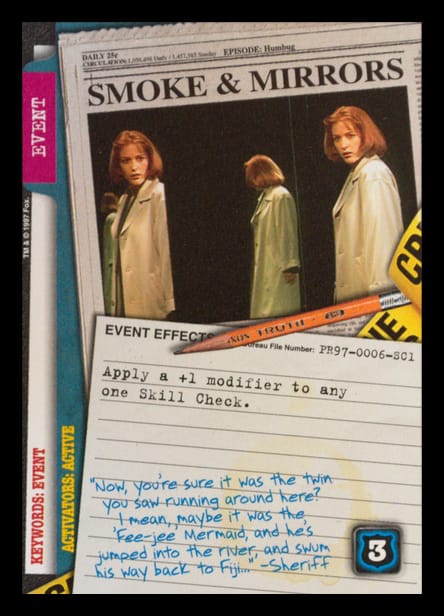 DAILY 25¢ EPISODE: Humbug
SMOKE & MIRRORS
EVENT
TM & © 1997 Fox.
TRUTH
EVENT EFFECTS
Bureau File Number: PR97-0006-SC1
Apply a +1 modifier to any
one Skill Check.
"Now, you're sure it was the twin
you saw running around here?
I mean, maybe it was the
'Fee-jee' Mermaid, and he's
jumped into the river, and swum
his way back to Fiji..." -Sheriff
3
KEYWORDS: EVENT
ACTIVATORS: ACTIVE